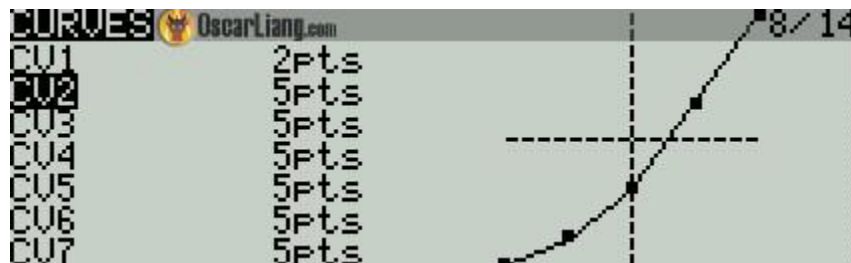 CURVES OscarLiang.com 8/14
CV1 2pts
CV2 5pts
CV3 5pts
CV4 5pts
CV5 5pts
CV6 5pts
CV7 5pts